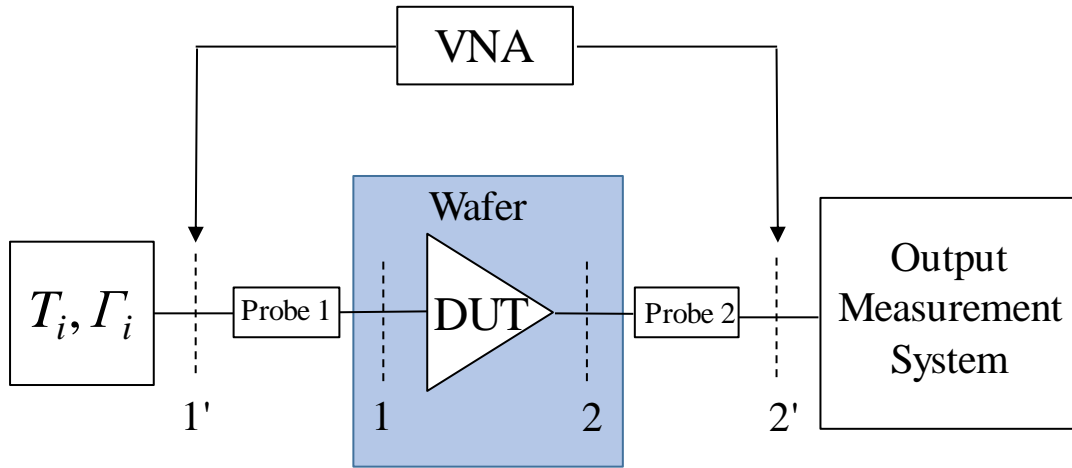 VNA
Wafer
T_i, Γ_i
Probe 1
DUT
Probe 2
Output
Measurement
System
1'
1
2
2'